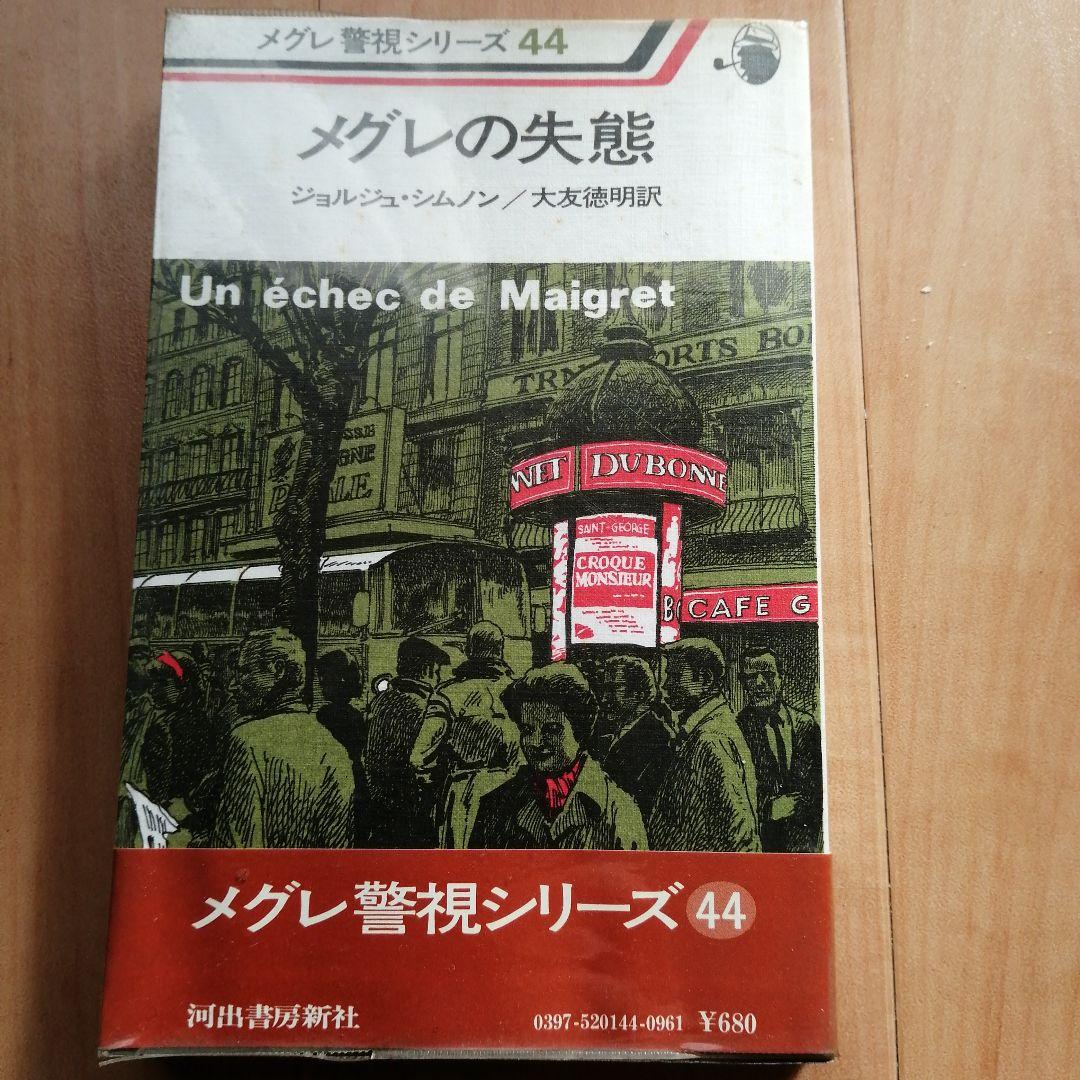 メグレ警視シリーズ 44
メグレの失態
ジョルジュ・シムノン/大友徳明訳
Un échec de Maigret
ORTS BO
TRN
GNE
NNET DUBONNE
SAINT-GEORGE
CROQUE
MONSIEUR
CAFE G
メグレ警視シリーズ 44
河出書房新社
0397-520144-0961 ¥680